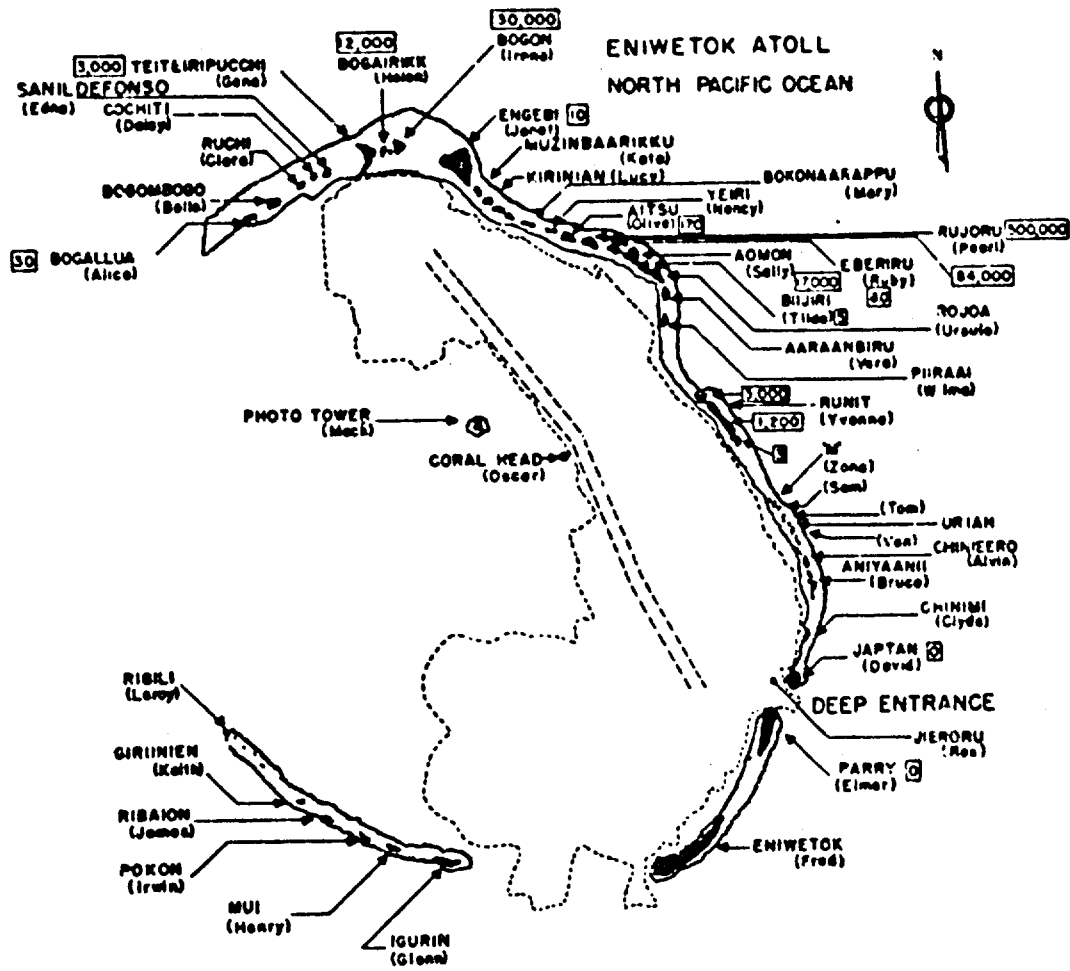 30,000
BOGON
(Irene)
12,000
BOGAIRIKK
(Helen)
ENIWETOK ATOLL
NORTH PACIFIC OCEAN
N
3,000 TEITEIRIPUCCHI
(Gene)
SANILDEFONSO
(Edna)
COCHITI
(Daisy)
RUCHI
(Clara)
BOGOMBOGO
(Belle)
30 BOGALLUA
(Alice)
ENGEBI 10
(Janet)
MUZINBAARIKKU
(Kate)
KIRINIAN (Lucy)
BOKONAARAPPU
(Mary)
YEIRI
(Nancy)
AITSU
(Olive) 170
RUJORU 500,000
(Pearl)
AOMON
(Sally)
17000
EBERIRU
(Ruby)
40
84,000
BIIJIRI
(Tilda) 5
ROJOA
(Ursula)
AARAANBIRU
(Vera)
PIIRAAI
(Wilma)
3,000
RUNIT
(Yvonne)
1,200
5
PHOTO TOWER
(Mack)
CORAL HEAD
(Oscar)
(Zona)
(Sam)
(Tom)
URIAH
(Van)
CHINEERO
(Alvin)
ANIYAANII
(Bruce)
CHINIMI
(Clyde)
JAPTAN 0
(David)
DEEP ENTRANCE
JIERORU
(Rex)
PARRY 0
(Elmer)
ENIWETOK
(Fred)
RIBILI
(Leroy)
GIRIINIEN
(Keith)
RIBAION
(James)
POKON
(Irwin)
MUI
(Henry)
IGURIN
(Glenn)